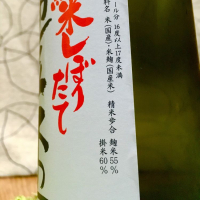 ール分 16度以上17度未満
料名 米(国産)・米麹(国産米)
精米歩合 麹米 55%
掛米 60%
米しぼり
たて